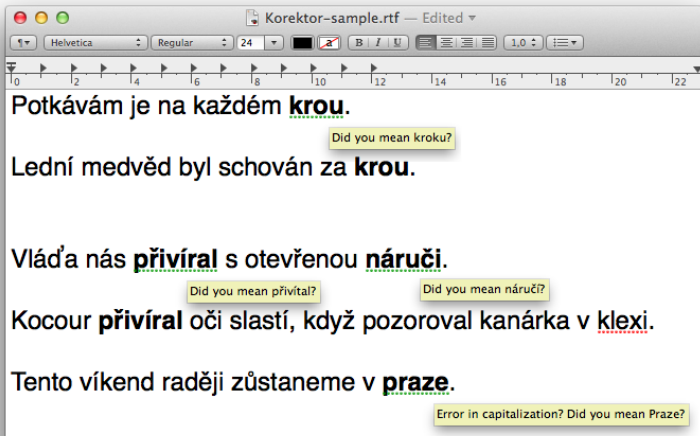 Korektor-sample.rtf — Edited
¶ Helvetica Regular 24 a B I U 1,0
0 2 4 6 8 10 12 14 16 18 20 22
Potkávám je na každém krou.
Did you mean kroku?
Lední medvěd byl schován za krou.
Vláďa nás přivíral s otevřenou náruči.
Did you mean přivítal? Did you mean náručí?
Kocour přivíral oči slastí, když pozoroval kanárka v klexi.
Tento víkend raději zůstaneme v praze.
Error in capitalization? Did you mean Praze?